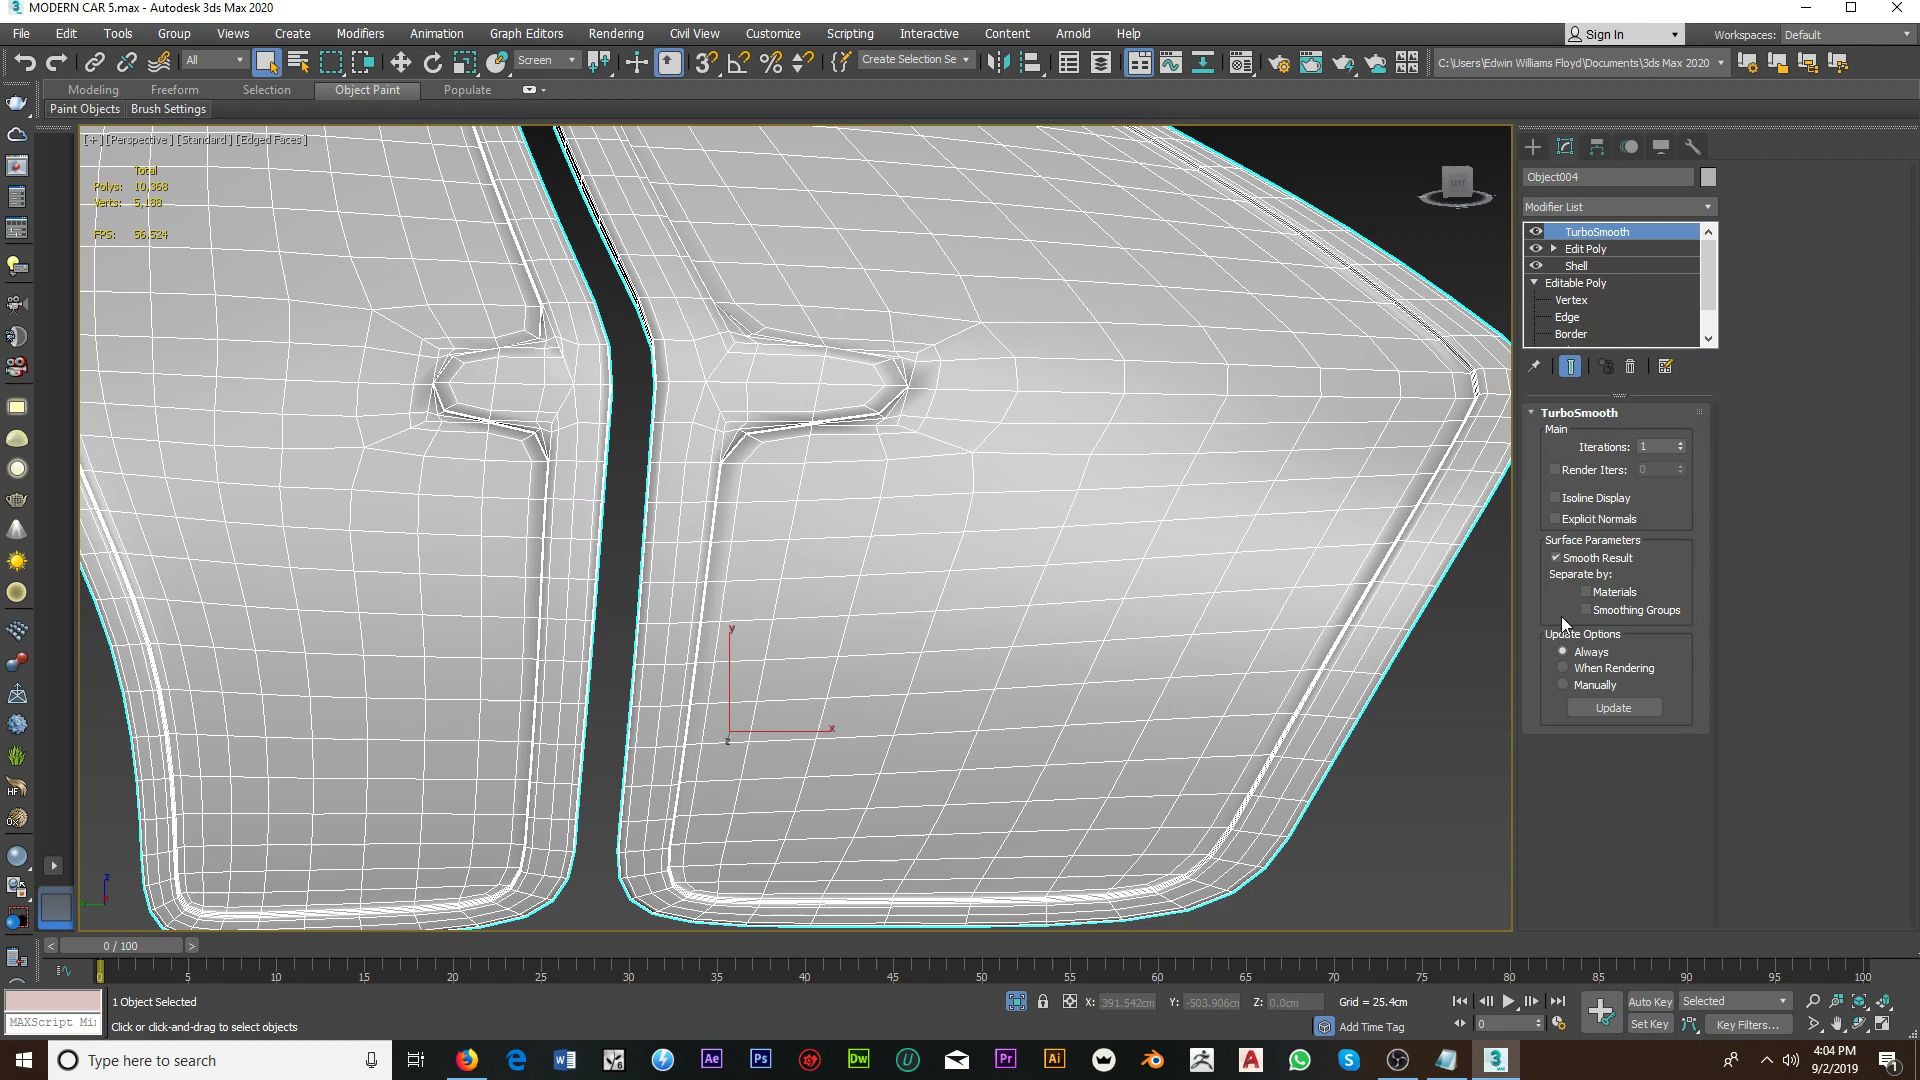 MODERN CAR 5.max - Autodesk 3ds Max 2020
File Edit Tools Group Views Create Modifiers Animation Graph Editors Rendering Civil View Customize Scripting Interactive Content Arnold Help
Sign In
Workspaces: Default
All
Screen
Create Selection Se
C:\Users\Edwin Williams Floyd\Documents\3ds Max 2020
Modeling Freeform Selection Object Paint Populate
Paint Objects Brush Settings
[+] [Perspective] [Standard] [Edged Faces]
Total
Polys: 10,368
Verts: 5,188
FPS: 56.524
LEFT
Object004
Modifier List
TurboSmooth
Edit Poly
Shell
Editable Poly
Vertex
Edge
Border
TurboSmooth
Main
Iterations: 1
Render Iters: 0
Isoline Display
Explicit Normals
Surface Parameters
Smooth Result
Separate by:
Materials
Smoothing Groups
Update Options
Always
When Rendering
Manually
Update
y
x
z
z
0 / 100
0 5 10 15 20 25 30 35 40 45 50 55 60 65 70 75 80 85 90 95 100
1 Object Selected
X: 391.542cm Y: -503.906cm Z: 0.0cm Grid = 25.4cm
Auto Key Selected
MAXScript Mi
Click or click-and-drag to select objects
Add Time Tag
0
Set Key Key Filters...
Type here to search
4:04 PM
9/2/2019